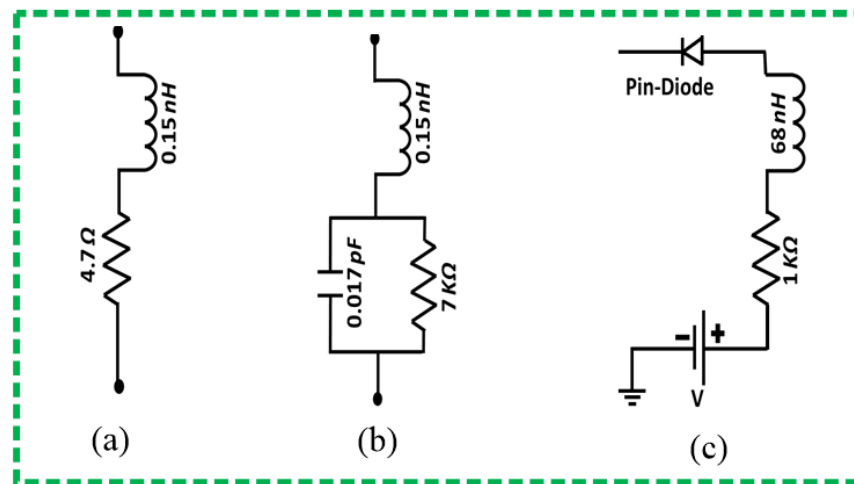 0.15 nH
4.7 Ω
(a)
0.15 nH
0.017 pF
7 KΩ
(b)
Pin-Diode
68 nH
1 KΩ
- +
V
(c)